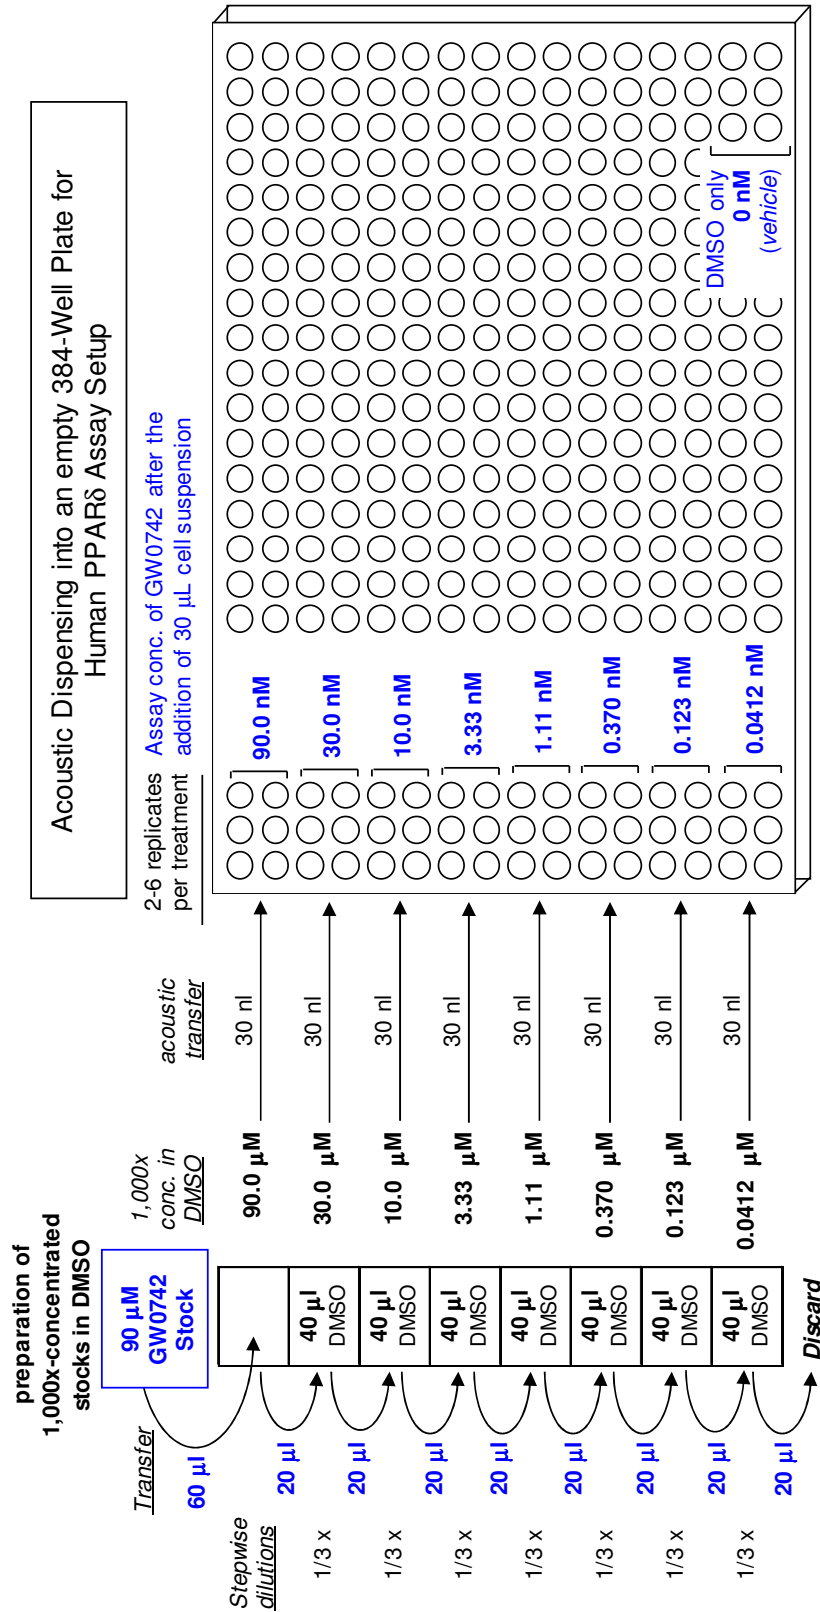 Acoustic Dispensing into an empty 384-Well Plate for
Human PPARδ Assay Setup
preparation of
1,000x-concentrated
stocks in DMSO
90 µM
GW0742
Stock
Transfer
60 µl
20 µl
20 µl
20 µl
20 µl
20 µl
20 µl
20 µl
20 µl
Stepwise
dilutions
1/3 x
1/3 x
1/3 x
1/3 x
1/3 x
1/3 x
1/3 x
40 µl
DMSO
40 µl
DMSO
40 µl
DMSO
40 µl
DMSO
40 µl
DMSO
40 µl
DMSO
40 µl
DMSO
Discard
1,000x
conc. in
DMSO
90.0 µM
30.0 µM
10.0 µM
3.33 µM
1.11 µM
0.370 µM
0.123 µM
0.0412 µM
acoustic
transfer
30 nl
30 nl
30 nl
30 nl
30 nl
30 nl
30 nl
30 nl
2-6 replicates
per treatment
Assay conc. of GW0742 after the
addition of 30 µL cell suspension
90.0 nM
30.0 nM
10.0 nM
3.33 nM
1.11 nM
0.370 nM
0.123 nM
0.0412 nM
DMSO only
0 nM
(vehicle)